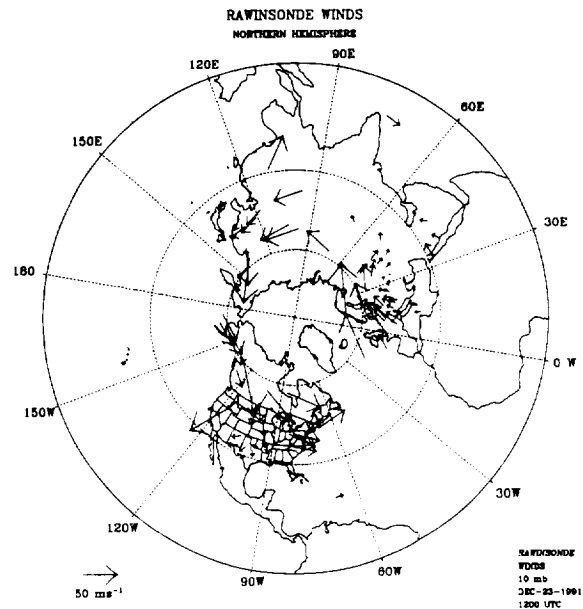 RAWINSONDE WINDS
NORTHERN HEMISPHERE
90E
120E
60E
150E
30E
180
0 W
150W
30W
120W
60W
90W
50 ms⁻¹
RAWINSONDE
WINDS
10 mb
DEC-23-1991
1200 UTC